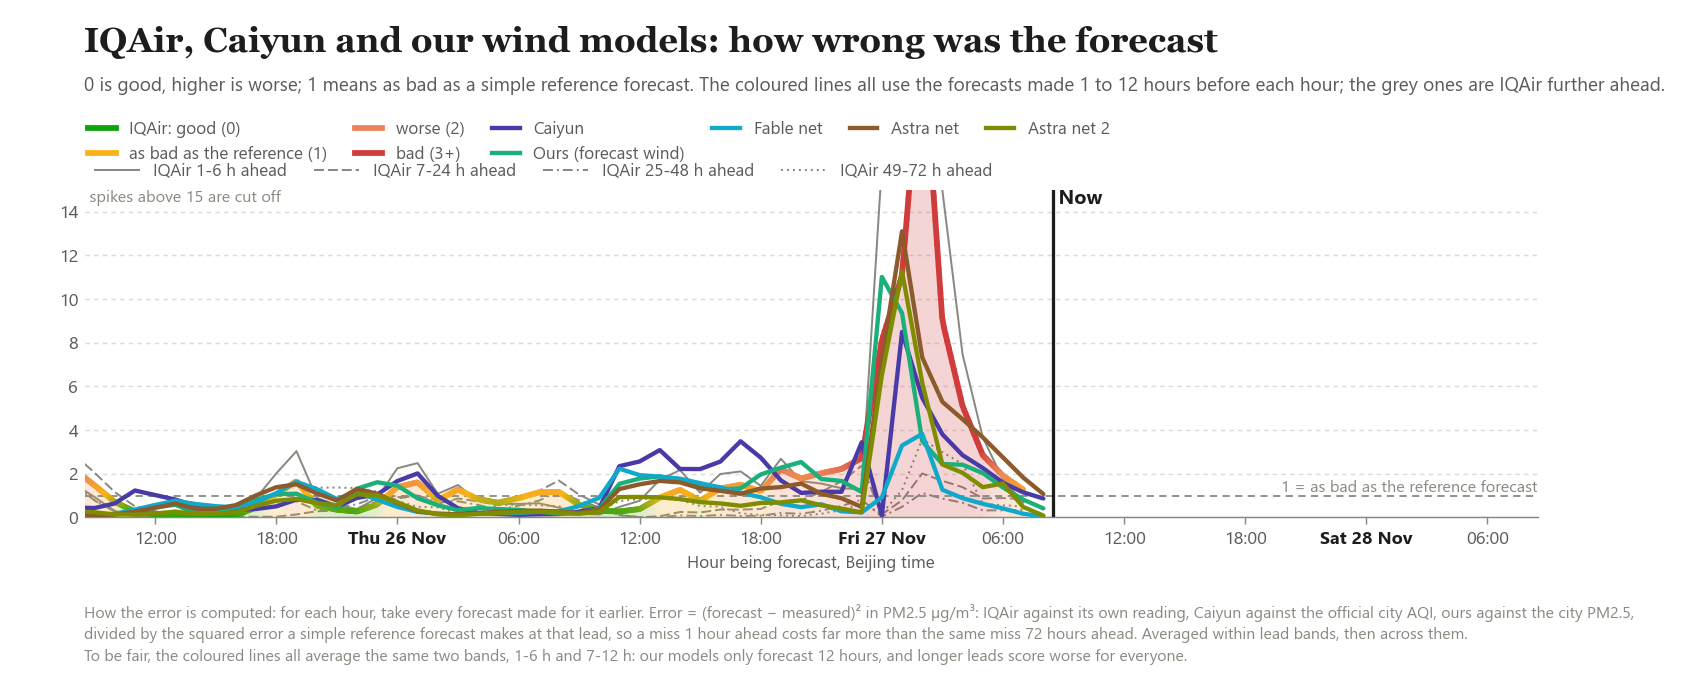 IQAir, Caiyun and our wind models: how wrong was the forecast
0 is good, higher is worse; 1 means as bad as a simple reference forecast. The coloured lines all use the forecasts made 1 to 12 hours before each hour; the grey ones are IQAir further ahead.
IQAir: good (0) worse (2) Caiyun Fable net Astra net Astra net 2
as bad as the reference (1) bad (3+) Ours (forecast wind)
IQAir 1-6 h ahead IQAir 7-24 h ahead IQAir 25-48 h ahead IQAir 49-72 h ahead
spikes above 15 are cut off
Now
14
12
10
8
6
4
2
0
1 = as bad as the reference forecast
12:00 18:00 Thu 26 Nov 06:00 12:00 18:00 Fri 27 Nov 06:00 12:00 18:00 Sat 28 Nov 06:00
Hour being forecast, Beijing time
How the error is computed: for each hour, take every forecast made for it earlier. Error = (forecast − measured)² in PM2.5 µg/m³: IQAir against its own reading, Caiyun against the official city AQI, ours against the city PM2.5,
divided by the squared error a simple reference forecast makes at that lead, so a miss 1 hour ahead costs far more than the same miss 72 hours ahead. Averaged within lead bands, then across them.
To be fair, the coloured lines all average the same two bands, 1-6 h and 7-12 h: our models only forecast 12 hours, and longer leads score worse for everyone.